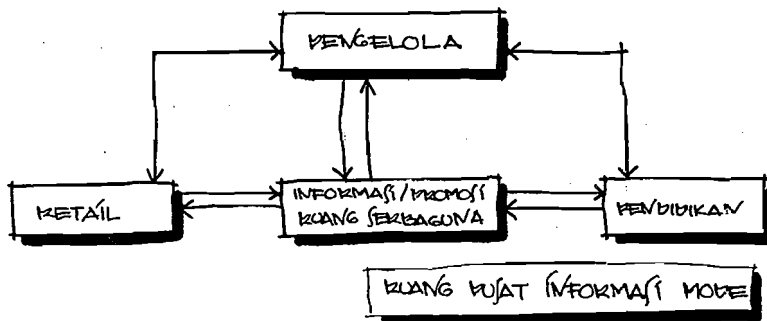 PENGELOLA
RETAIL
INFORMASI/PROMOSI
RUANG SERBAGUNA
PENDIDIKAN
RUANG PUSAT INFORMASI MODE